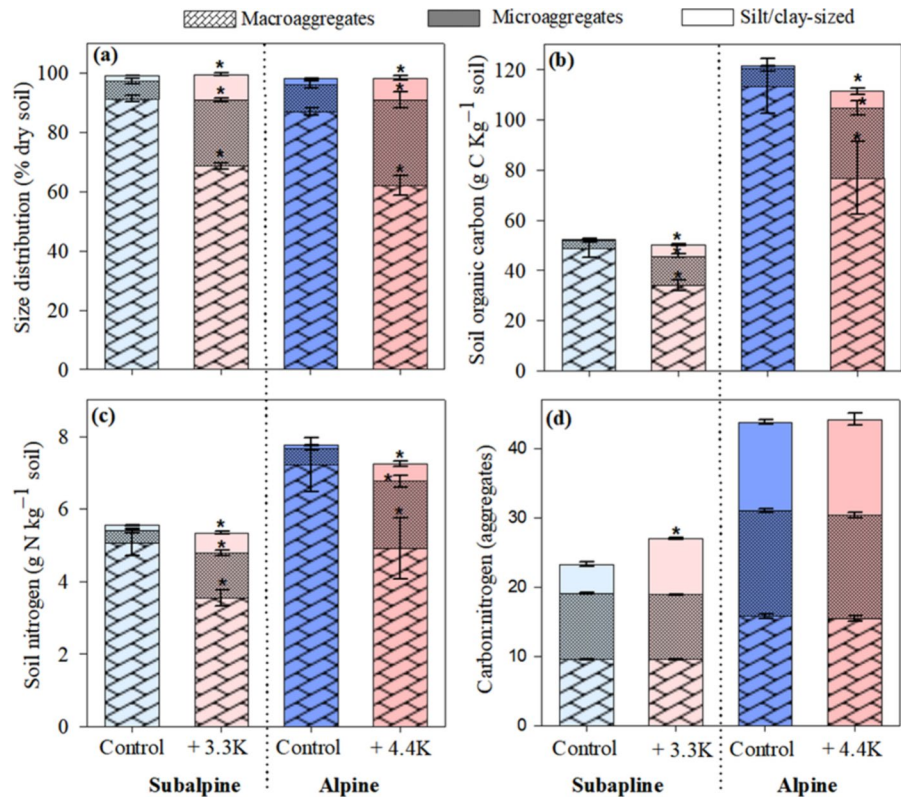 Macroaggregates Microaggregates Silt/clay-sized
(a)
Size distribution (% dry soil)
100
80
60
40
20
0
* * *
* * *
(b)
Soil organic carbon (g C Kg⁻¹ soil)
120
100
80
60
40
20
0
* * *
* * *
(c)
Soil nitrogen (g N kg⁻¹ soil)
8
6
4
2
0
* * *
* * *
Control + 3.3K Control + 4.4K
Subalpine Alpine
(d)
Carbon:nitrogen (aggregates)
40
30
20
10
0
*
Control + 3.3K Control + 4.4K
Subapline Alpine